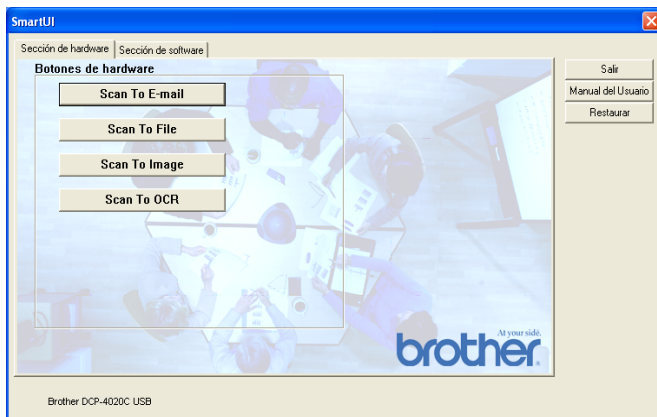 SmartUI
Sección de hardware
Sección de software
Botones de hardware
Scan To E-mail
Scan To File
Scan To Image
Scan To OCR
Salir
Manual del Usuario
Restaurar
At your side.
brother
Brother DCP-4020C USB